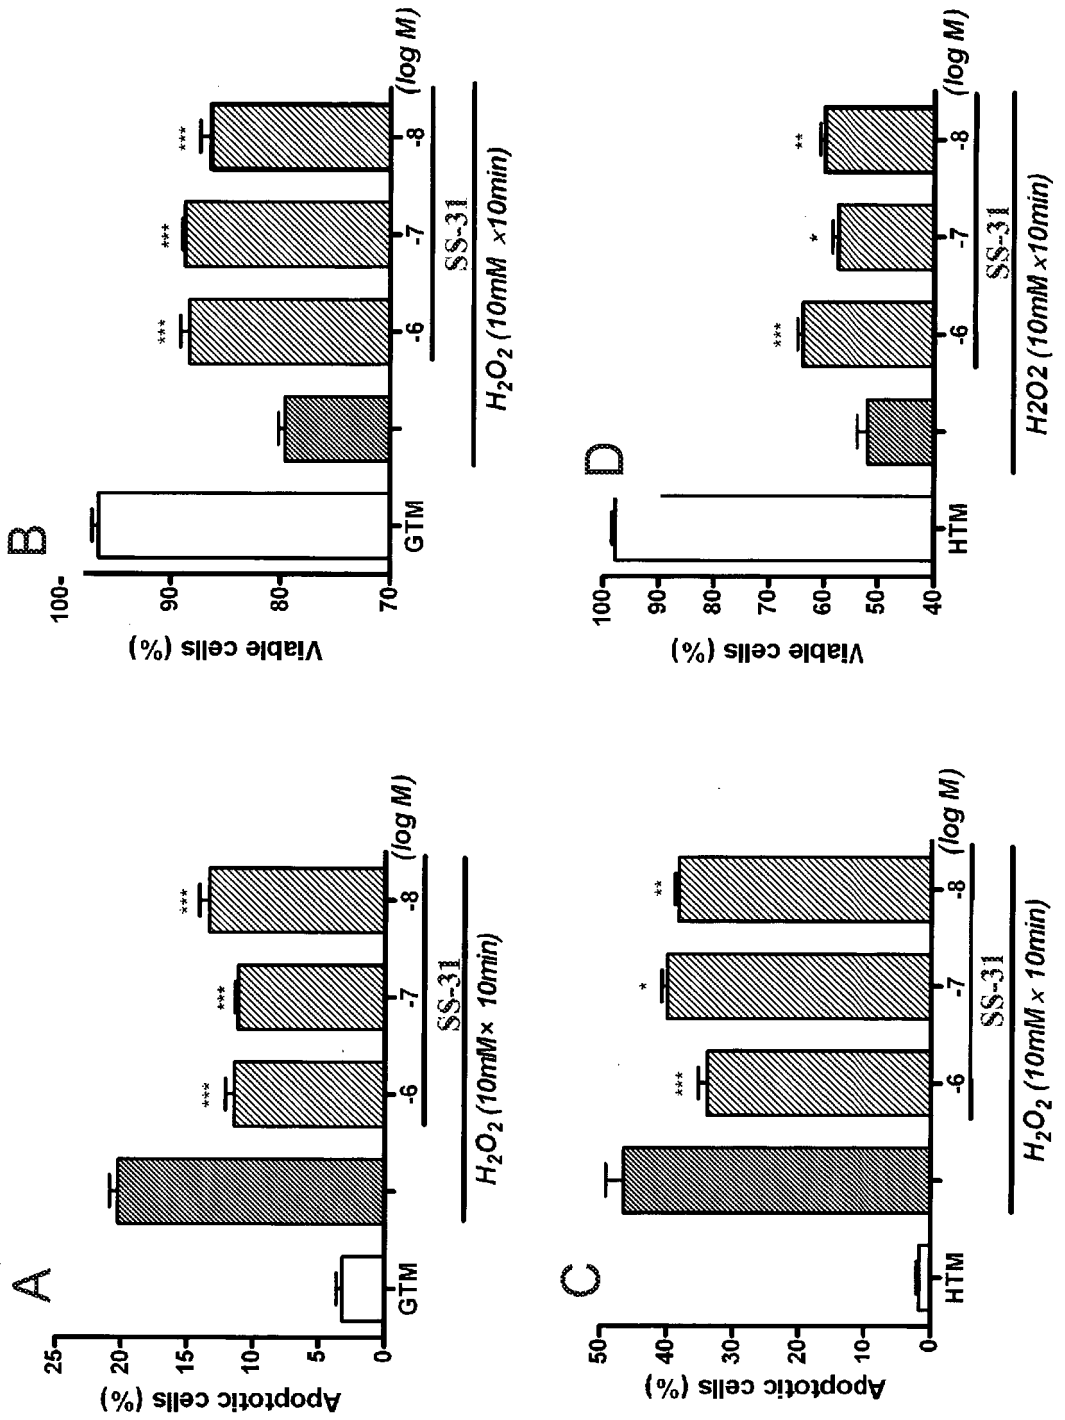 A
Apoptotic cells (%)
25
20
15
10
5
0
GTM
-6
-7
-8
(log M)
***
***
***
SS-31
H₂O₂ (10mM× 10min)
B
Viable cells (%)
100
90
80
70
GTM
-6
-7
-8
(log M)
***
***
***
SS-31
H₂O₂ (10mM ×10min)
C
Apoptotic cells (%)
50
40
30
20
10
0
HTM
-6
-7
-8
(log M)
***
*
**
SS-31
H₂O₂ (10mM × 10min)
D
Viable cells (%)
100
90
80
70
60
50
40
HTM
-6
-7
-8
(log M)
***
*
**
SS-31
H2O2 (10mM ×10min)